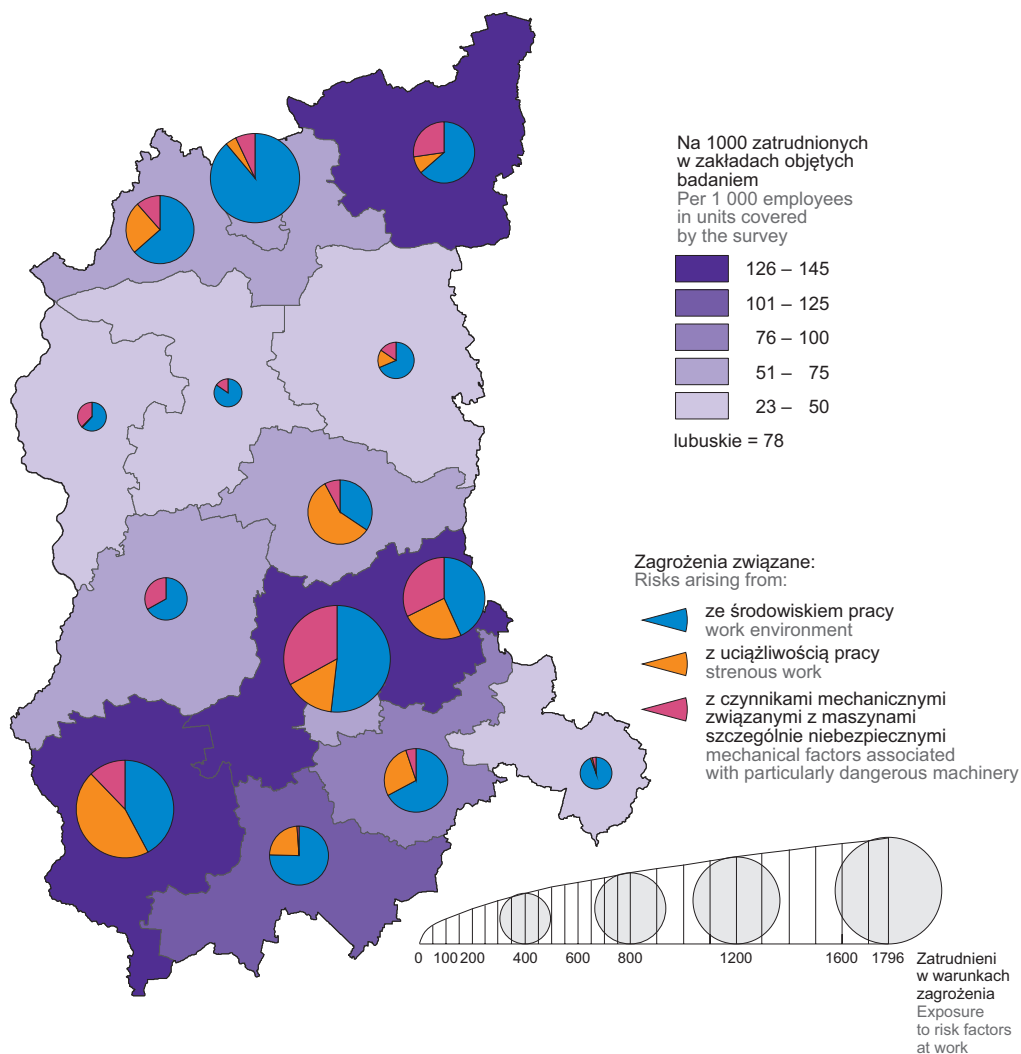 Na 1000 zatrudnionych
w zakładach objętych
badaniem
Per 1 000 employees
in units covered
by the survey
126 – 145
101 – 125
76 – 100
51 – 75
23 – 50
lubuskie = 78
Zagrożenia związane:
Risks arising from:
ze środowiskiem pracy
work environment
z uciążliwością pracy
strenous work
z czynnikami mechanicznymi
związanymi z maszynami
szczególnie niebezpiecznymi
mechanical factors associated
with particularly dangerous machinery
0 100 200 400 600 800 1200 1600 1796
Zatrudnieni
w warunkach
zagrożenia
Exposure
to risk factors
at work